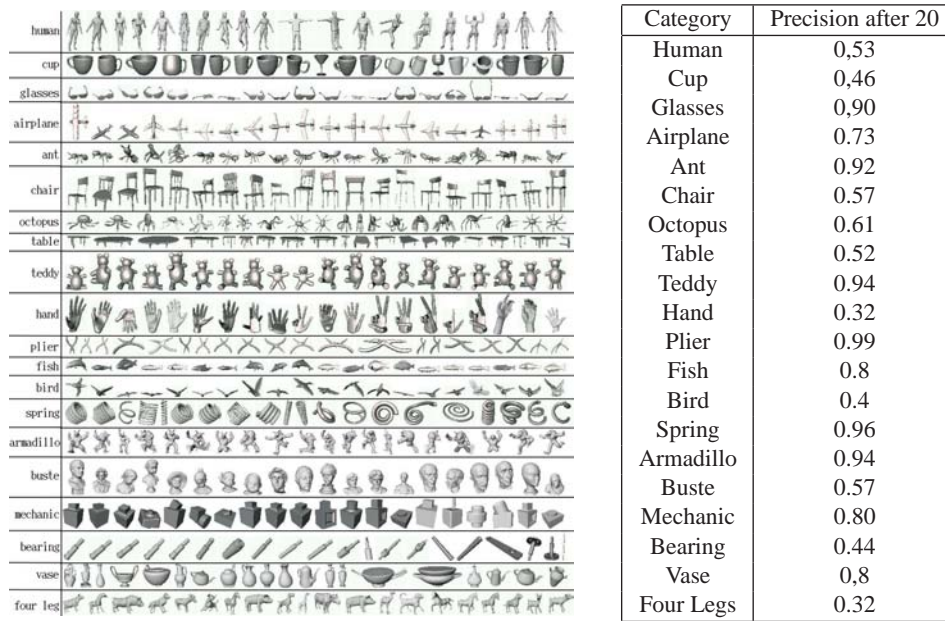 human
cup
glasses
airplane
ant
chair
octopus
table
teddy
hand
plier
fish
bird
spring
armadillo
buste
mechanic
bearing
vase
four leg
Category Precision after 20
Human 0,53
Cup 0,46
Glasses 0,90
Airplane 0.73
Ant 0.92
Chair 0.57
Octopus 0.61
Table 0.52
Teddy 0.94
Hand 0.32
Plier 0.99
Fish 0.8
Bird 0.4
Spring 0.96
Armadillo 0.94
Buste 0.57
Mechanic 0.80
Bearing 0.44
Vase 0,8
Four Legs 0.32